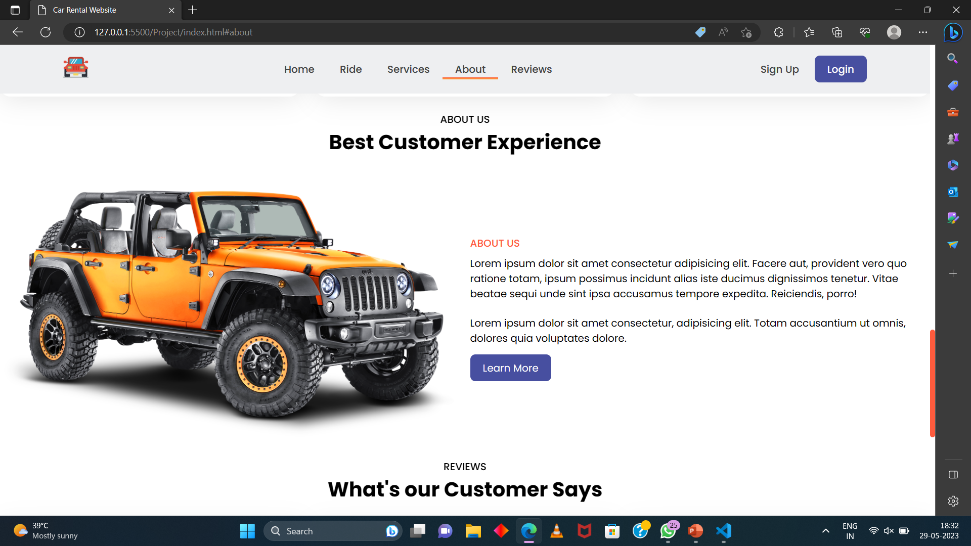 Car Rental Website
127.0.0.1:5500/Project/index.html#about
Home Ride Services About Reviews Sign Up Login
ABOUT US
Best Customer Experience
ABOUT US
Lorem ipsum dolor sit amet consectetur adipisicing elit. Facere aut, provident vero quo
ratione totam, ipsum possimus incidunt alias iste ducimus dignissimos tenetur. Vitae
beatae sequi unde sint ipsa accusamus tempore expedita. Reiciendis, porro!
Lorem ipsum dolor sit amet consectetur, adipisicing elit. Totam accusantium ut omnis,
dolores quia voluptates dolore.
Learn More
REVIEWS
What's our Customer Says
39°C
Mostly sunny
Search
25
ENG
IN
18:32
29-05-2023